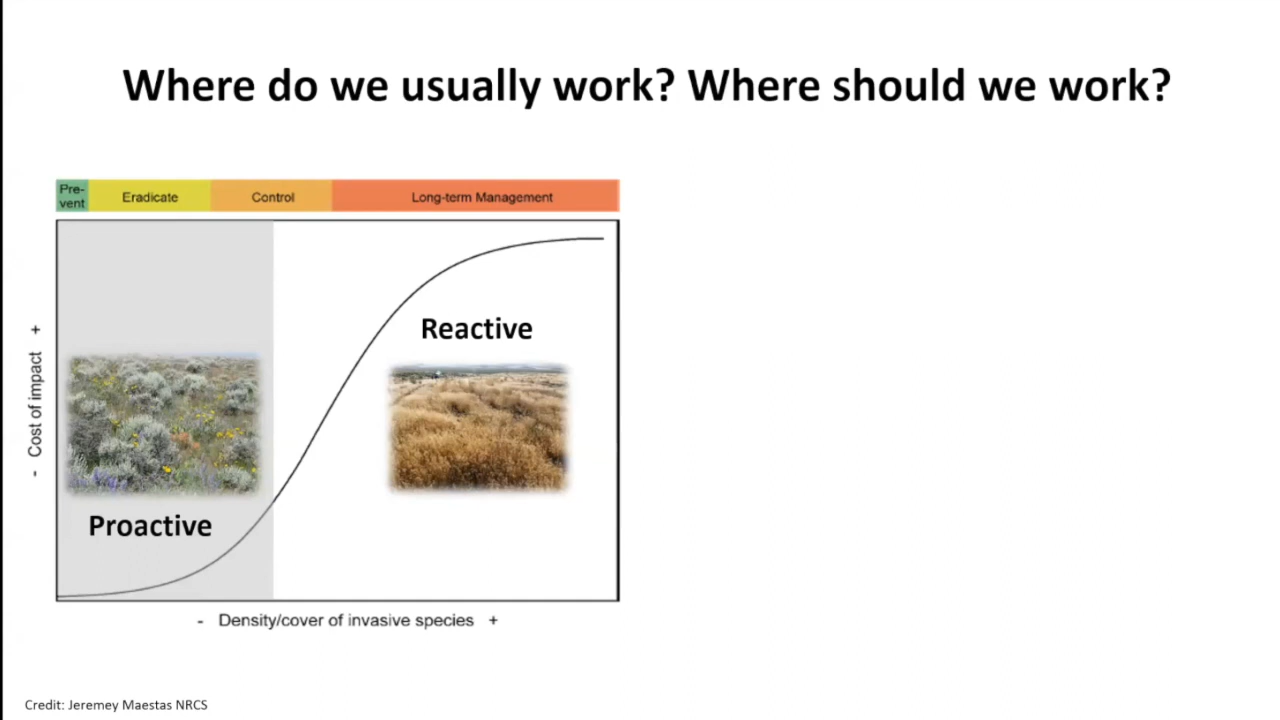 Where do we usually work? Where should we work?
Pre-
vent
Eradicate
Control
Long-term Management
Reactive
Proactive
- Cost of impact +
- Density/cover of invasive species +
Credit: Jeremey Maestas NRCS